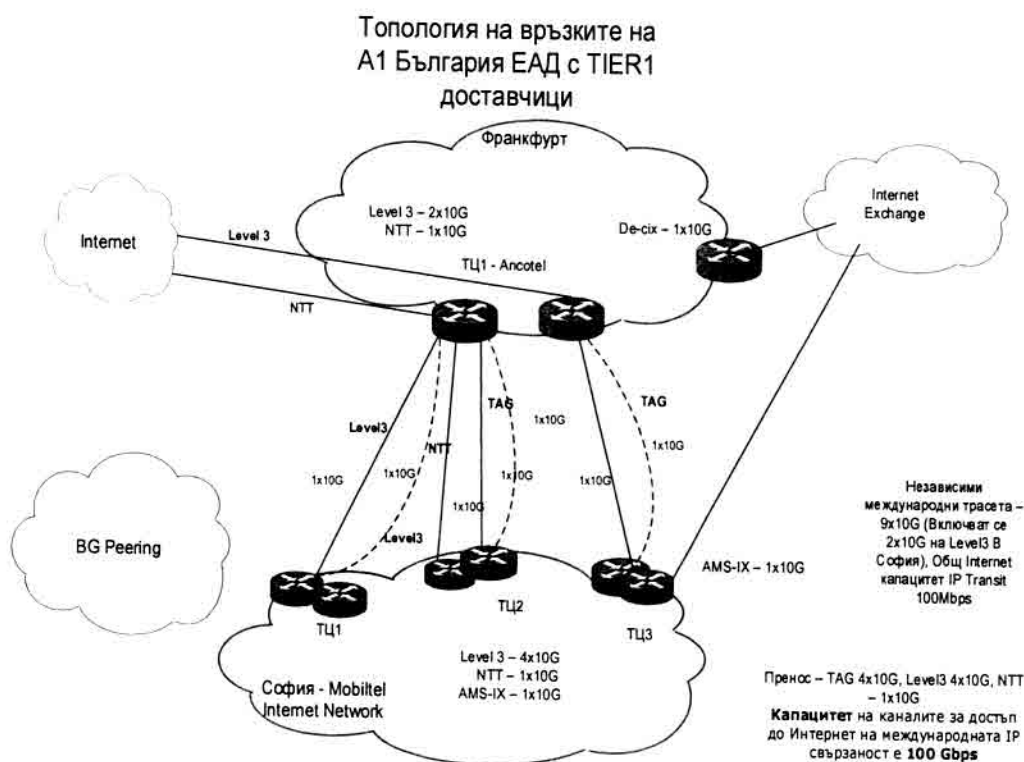 Топология на връзките на
А1 България ЕАД с TIER1
доставчици
Франкфурт
Level 3 – 2x10G
NTT – 1x10G
De-cix – 1x10G
Internet
Exchange
Internet
Level 3
NTT
ТЦ1 - Ancotel
TAG
TAG
Level3
NTT
1x10G
1x10G
1x10G
1x10G
1x10G
1x10G
1x10G
1x10G
Level3
BG Peering
Независими
международни трасета –
9x10G (Включват се
2x10G на Level3 В
София), Общ Internet
капацитет IP Transit
100Mbps
AMS-IX – 1x10G
ТЦ1
ТЦ2
ТЦ3
Level 3 – 4x10G
NTT – 1x10G
AMS-IX – 1x10G
София - Mobiltel
Internet Network
Пренос – TAG 4x10G, Level3 4x10G, NTT
– 1x10G
Капацитет на каналите за достъп
до Интернет на международната IP
свързаност е 100 Gbps